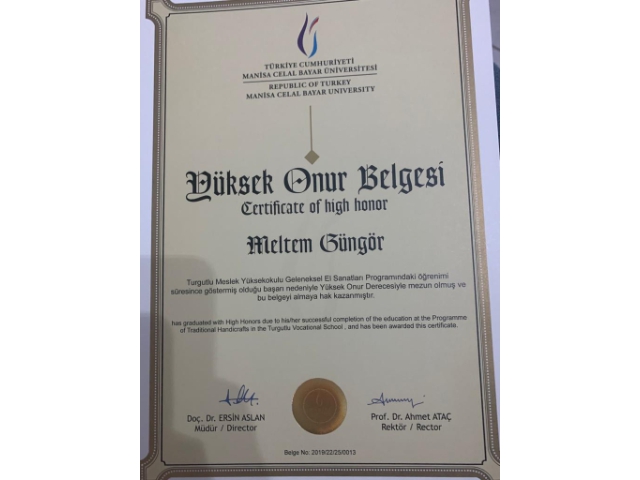 TÜRKİYE CUMHURİYETİ
MANİSA CELAL BAYAR ÜNİVERSİTESİ
REPUBLIC OF TURKEY
MANİSA CELAL BAYAR UNIVERSITY
Yüksek Onur Belgesi
Certificate of high honor
Meltem Güngör
Turgutlu Meslek Yüksekokulu Geleneksel El Sanatları Programındaki öğrenimi
süresince göstermiş olduğu başarı nedeniyle Yüksek Onur Derecesiyle mezun olmuş ve
bu belgeyi almaya hak kazanmıştır.
has graduated with High Honors due to his/her successful completion of the education at the Programme
of Traditional Handicrafts in the Turgutlu Vocational School , and has been awarded this certificate.
Doç. Dr. ERSİN ASLAN Prof. Dr. Ahmet ATAÇ
Müdür / Director Rektör / Rector
Belge No: 2019/22/25/0013